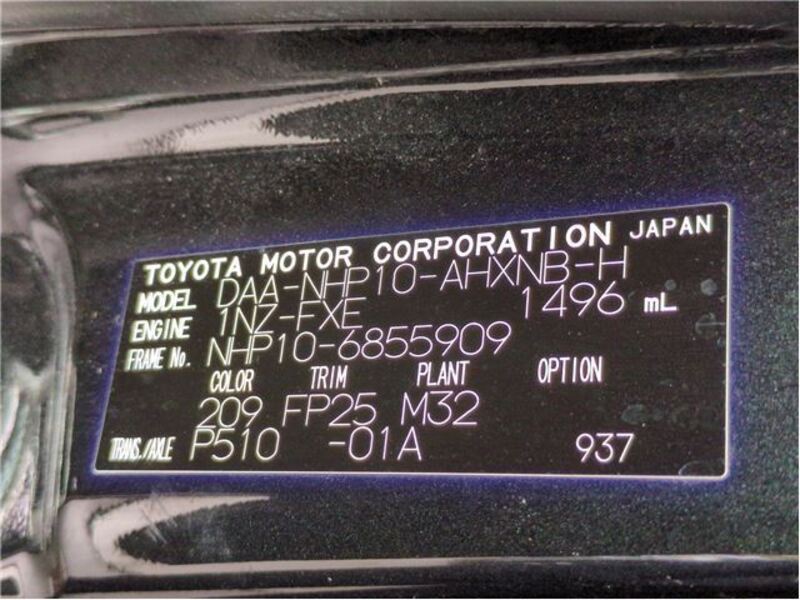 TOYOTA MOTOR CORPORATION JAPAN
MODEL DAA-NHP10-AHXNB-H
ENGINE 1NZ-FXE 1496 mL
FRAME No. NHP10-6855909
COLOR TRIM PLANT OPTION
209 FP25 M32
TRANS./AXLE P510 -01A 937